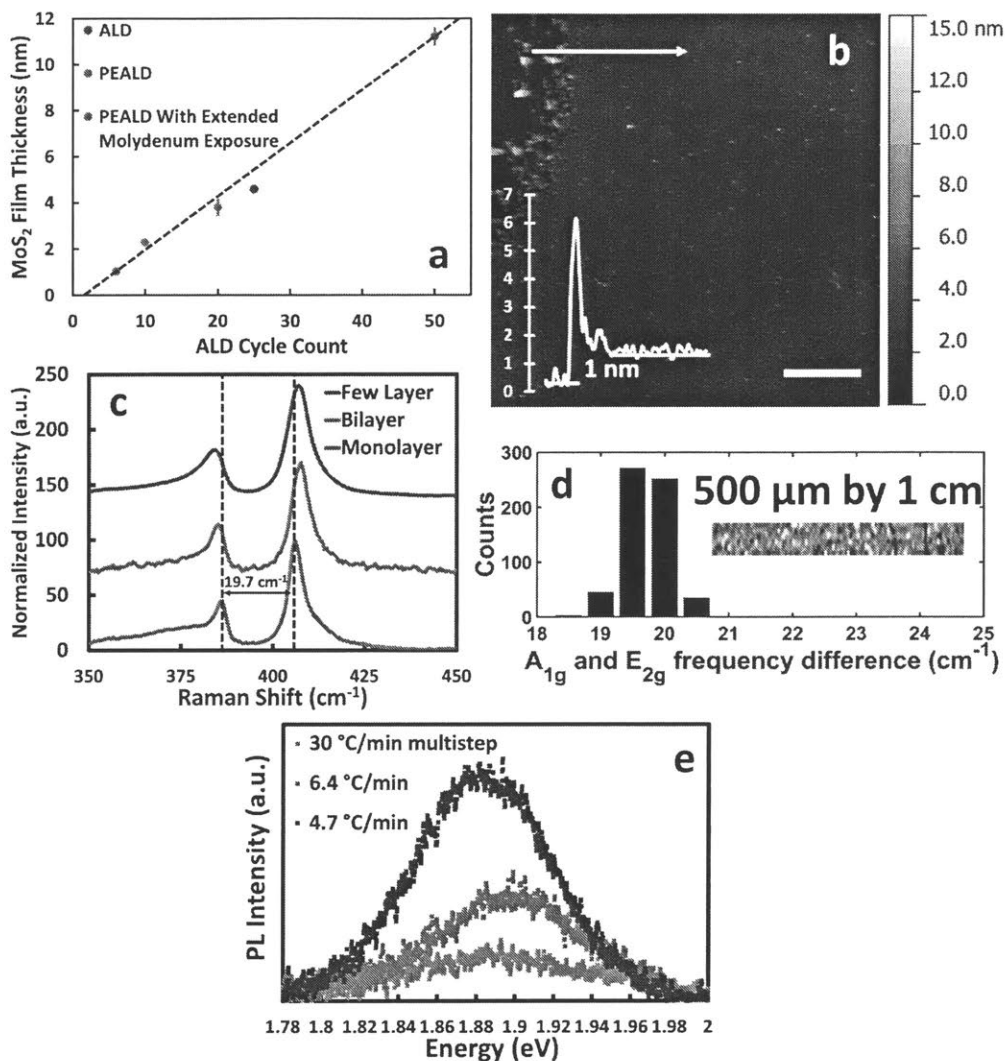 12
10
8
6
4
2
0
MoS₂ Film Thickness (nm)
ALD
PEALD
PEALD With Extended
Molydenum Exposure
a
0 10 20 30 40 50
ALD Cycle Count
b
7
6
5
4
3
2
1
0
1 nm
15.0 nm
12.0
10.0
8.0
6.0
4.0
2.0
0.0
c
250
200
150
100
50
0
Normalized Intensity (a.u.)
Few Layer
Bilayer
Monolayer
19.7 cm⁻¹
350 375 400 425 450
Raman Shift (cm⁻¹)
d
500 µm by 1 cm
300
200
100
0
Counts
18 19 20 21 22 23 24 25
A₁g and E₂g frequency difference (cm⁻¹)
e
30 °C/min multistep
6.4 °C/min
4.7 °C/min
PL Intensity (a.u.)
1.78 1.8 1.82 1.84 1.86 1.88 1.9 1.92 1.94 1.96 1.98 2
Energy (eV)